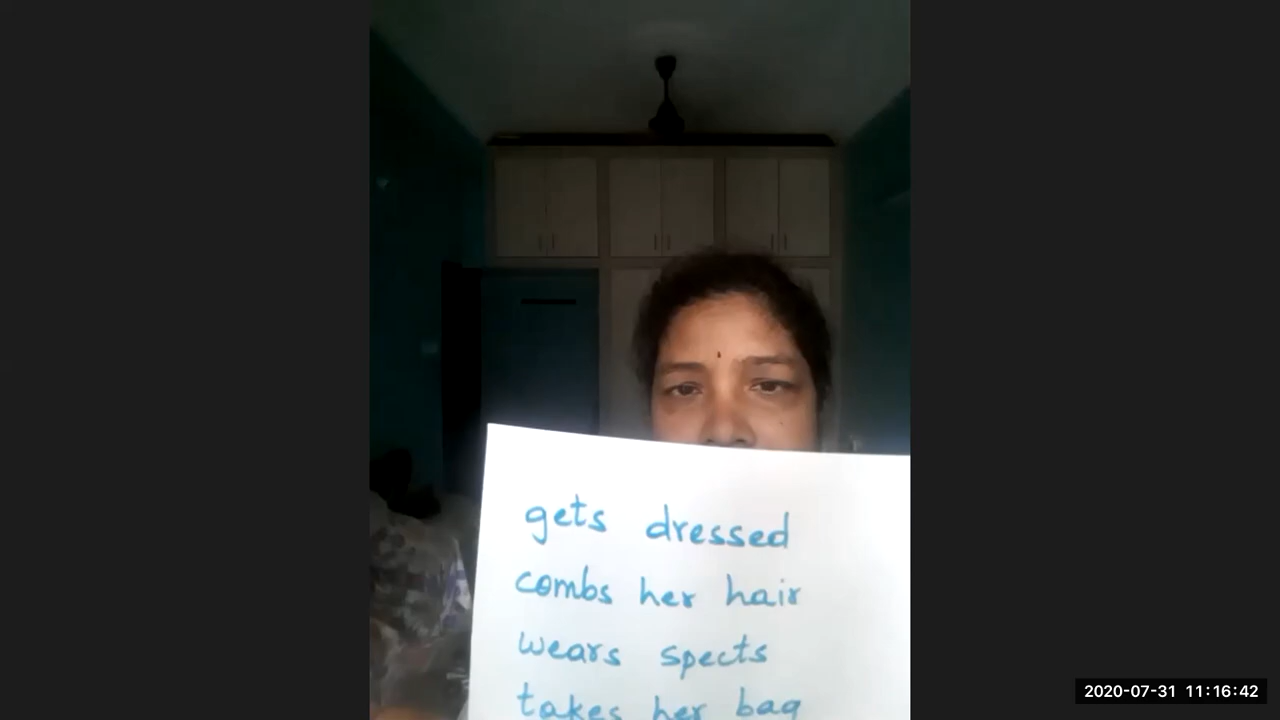 gets dressed
combs her hair
wears spects
takes her bag
2020-07-31 11:16:42